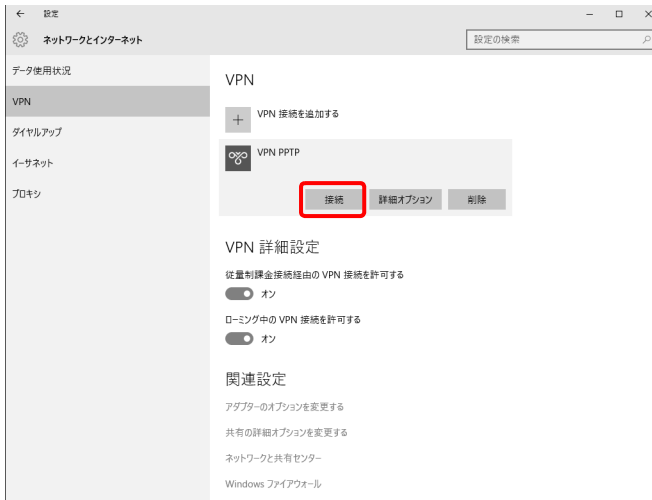 設定
ネットワークとインターネット
設定の検索
データ使用状況
VPN
ダイヤルアップ
イーサネット
プロキシ
VPN
VPN 接続を追加する
VPN PPTP
接続
詳細オプション
削除
VPN 詳細設定
従量制課金接続経由の VPN 接続を許可する
オン
ローミング中の VPN 接続を許可する
オン
関連設定
アダプターのオプションを変更する
共有の詳細オプションを変更する
ネットワークと共有センター
Windows ファイアウォール